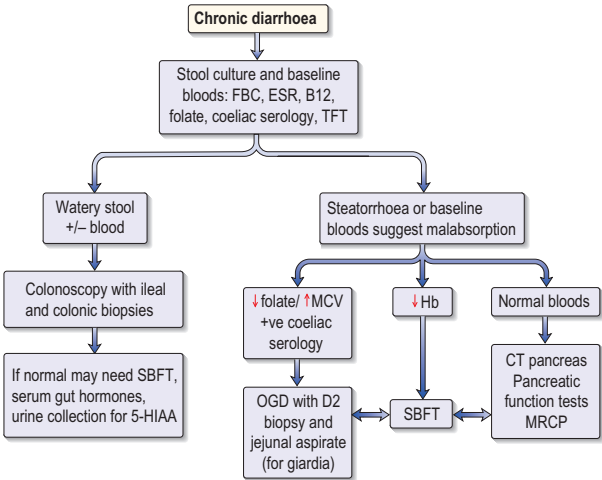 Chronic diarrhoea
Stool culture and baseline
bloods: FBC, ESR, B12,
folate, coeliac serology, TFT
Watery stool
+/– blood
Colonoscopy with ileal
and colonic biopsies
If normal may need SBFT,
serum gut hormones,
urine collection for 5-HIAA
Steatorrhoea or baseline
bloods suggest malabsorption
↓folate/ ↑MCV
+ve coeliac
serology
OGD with D2
biopsy and
jejunal aspirate
(for giardia)
↓Hb
SBFT
Normal bloods
CT pancreas
Pancreatic
function tests
MRCP